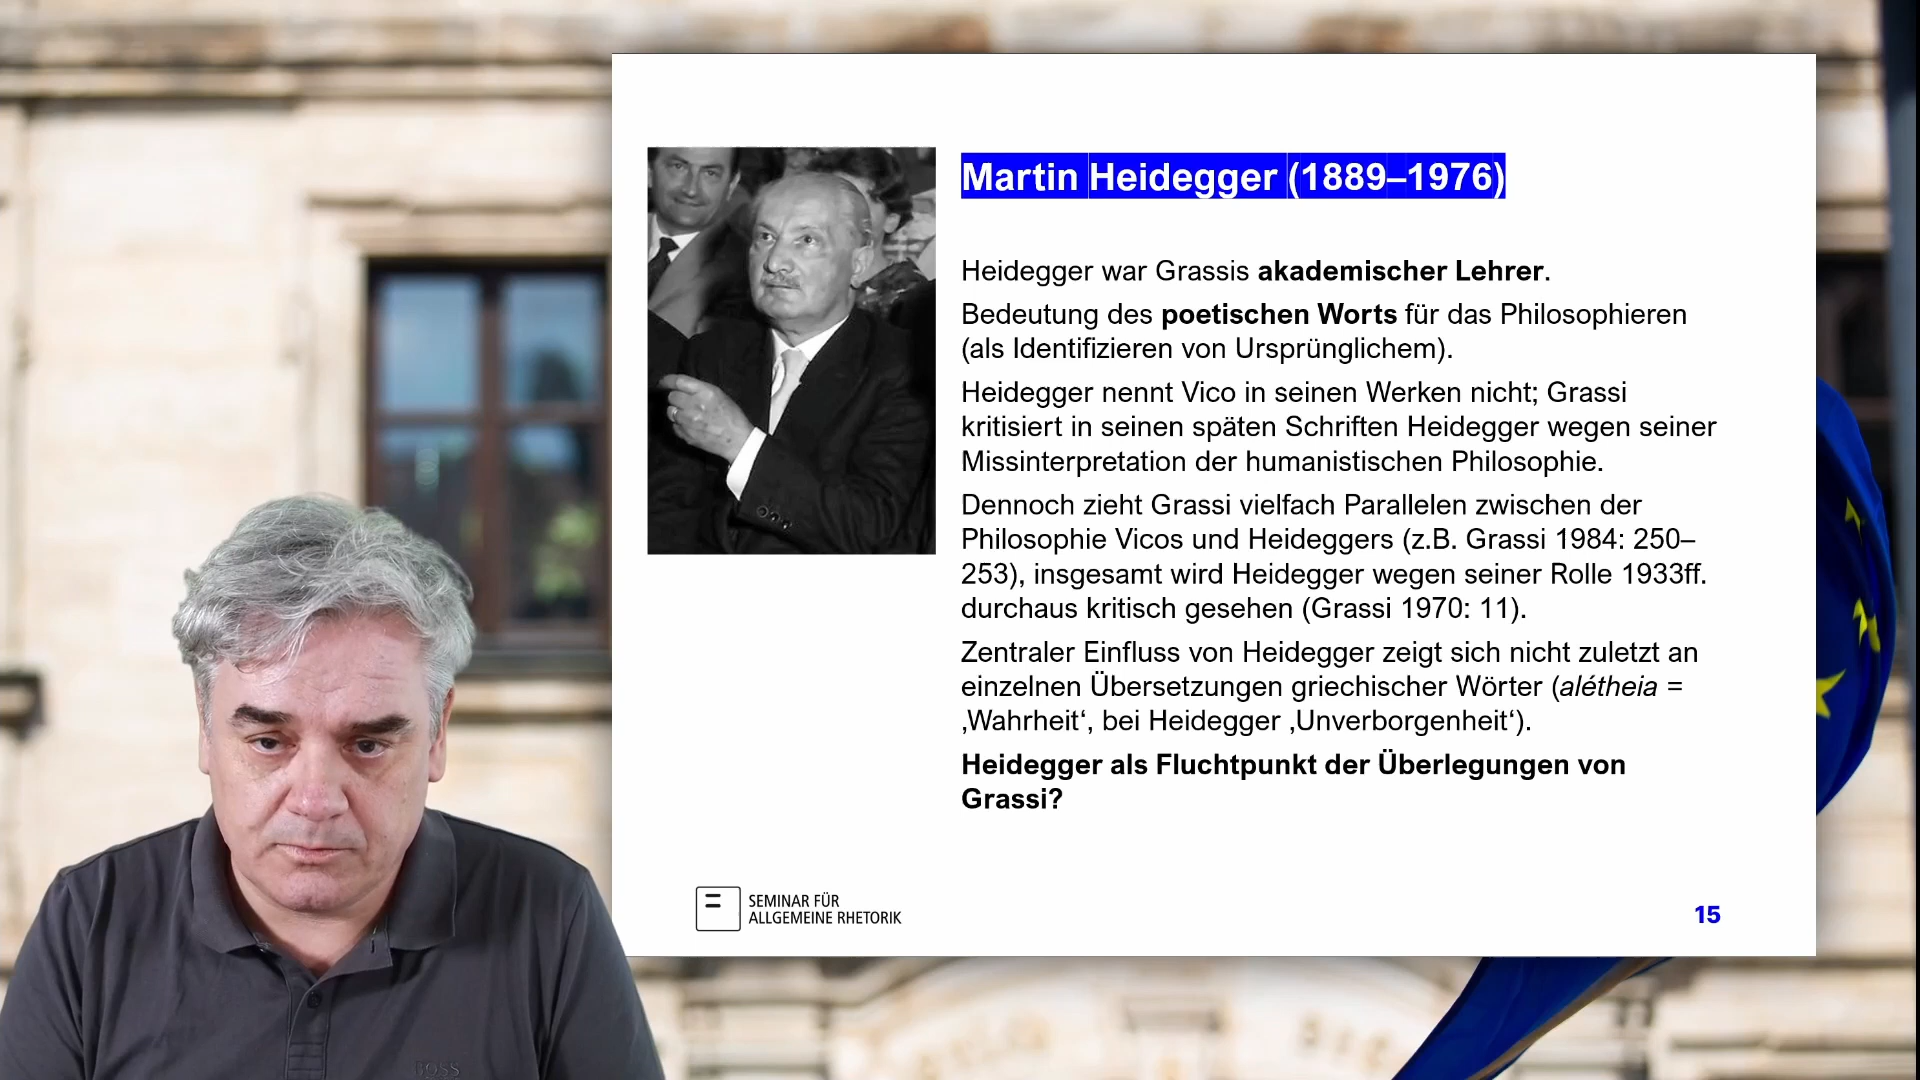 Martin Heidegger (1889–1976)
Heidegger war Grassis akademischer Lehrer.
Bedeutung des poetischen Worts für das Philosophieren
(als Identifizieren von Ursprünglichem).
Heidegger nennt Vico in seinen Werken nicht; Grassi
kritisiert in seinen späten Schriften Heidegger wegen seiner
Missinterpretation der humanistischen Philosophie.
Dennoch zieht Grassi vielfach Parallelen zwischen der
Philosophie Vicos und Heideggers (z.B. Grassi 1984: 250–
253), insgesamt wird Heidegger wegen seiner Rolle 1933ff.
durchaus kritisch gesehen (Grassi 1970: 11).
Zentraler Einfluss von Heidegger zeigt sich nicht zuletzt an
einzelnen Übersetzungen griechischer Wörter (alétheia =
‚Wahrheit‘, bei Heidegger ‚Unverborgenheit‘).
Heidegger als Fluchtpunkt der Überlegungen von
Grassi?
SEMINAR FÜR
ALLGEMEINE RHETORIK
15
BOSS